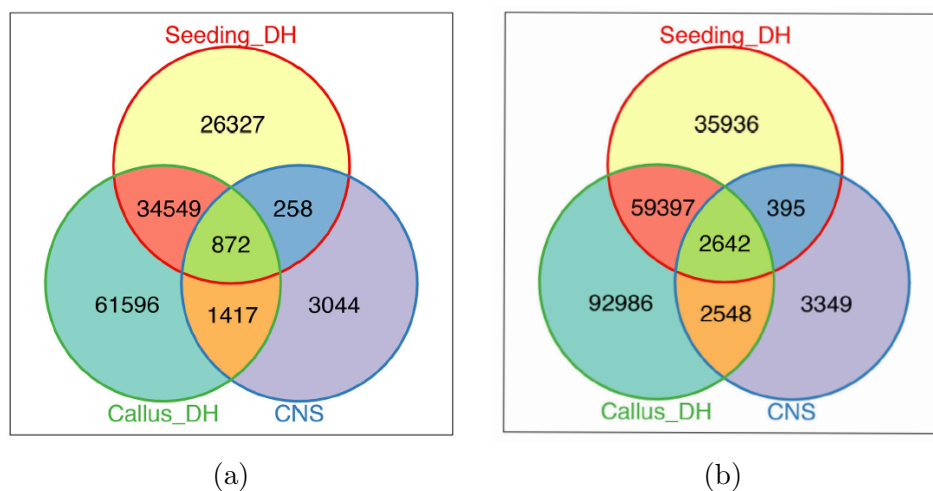 Seeding_DH
26327
34549
258
872
61596
1417
3044
Callus_DH
CNS
(a)
Seeding_DH
35936
59397
395
2642
92986
2548
3349
Callus_DH
CNS
(b)